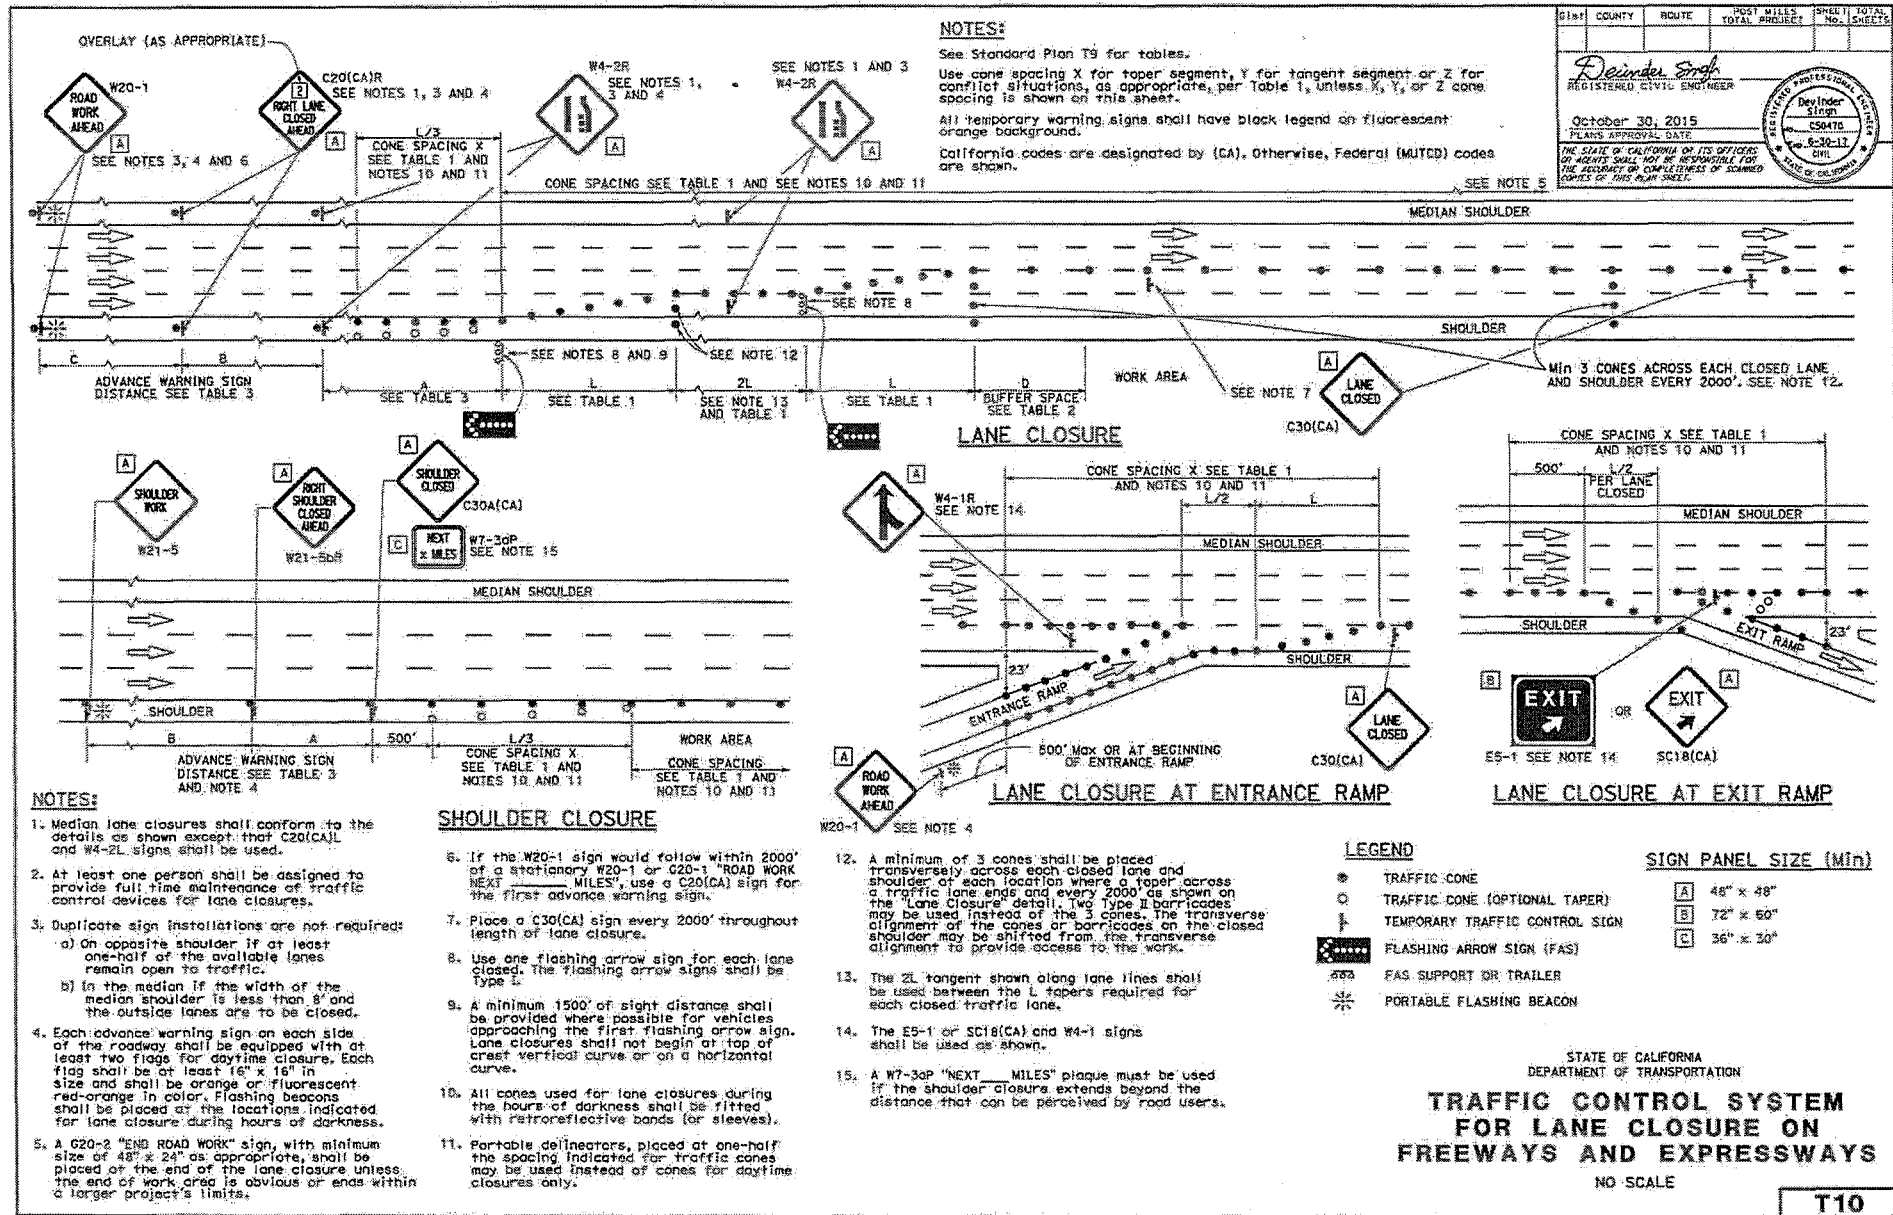 Dist COUNTY ROUTE POST MILES TOTAL PROJECT SHEET No. TOTAL SHEETS
Devinder Singh
REGISTERED CIVIL ENGINEER
October 30, 2015
PLANS APPROVAL DATE
THE STATE OF CALIFORNIA OR ITS OFFICERS
OR AGENTS SHALL NOT BE RESPONSIBLE FOR
THE ACCURACY OR COMPLETENESS OF SCANNED
COPIES OF THIS PLAN SHEET.
REGISTERED PROFESSIONAL ENGINEER
Devinder
Singh
C50470
6-30-17
CIVIL
STATE OF CALIFORNIA
NOTES:
See Standard Plan T9 for tables.
Use cone spacing X for taper segment, Y for tangent segment or Z for
conflict situations, as appropriate, per Table 1, unless X, Y, or Z cone
spacing is shown on this sheet.
All temporary warning signs shall have black legend on fluorescent
orange background.
California codes are designated by (CA). Otherwise, Federal (MUTCD) codes
are shown.
OVERLAY (AS APPROPRIATE)
ROAD
WORK
AHEAD
W20-1
A
SEE NOTES 3, 4 AND 6
2
RIGHT LANE
CLOSED
AHEAD
C20(CA)R
SEE NOTES 1, 3 AND 4
A
L/3
CONE SPACING X
SEE TABLE 1 AND
NOTES 10 AND 11
W4-2R
SEE NOTES 1,
3 AND 4
A
SEE NOTES 1 AND 3
W4-2R
A
CONE SPACING SEE TABLE 1 AND SEE NOTES 10 AND 11
SEE NOTE 5
MEDIAN SHOULDER
SEE NOTE 8
SHOULDER
C
B
ADVANCE WARNING SIGN
DISTANCE SEE TABLE 3
A
SEE TABLE 3
SEE NOTES 8 AND 9
L
SEE TABLE 1
SEE NOTE 12
2L
SEE NOTE 13
AND TABLE 1
L
SEE TABLE 1
D
BUFFER SPACE
SEE TABLE 2
WORK AREA
SEE NOTE 7
A
LANE
CLOSED
C30(CA)
Min 3 CONES ACROSS EACH CLOSED LANE
AND SHOULDER EVERY 2000'. SEE NOTE 12.
LANE CLOSURE
A
SHOULDER
WORK
W21-5
A
RIGHT
SHOULDER
CLOSED
AHEAD
W21-5bR
A
SHOULDER
CLOSED
C30A(CA)
C
NEXT
x MILES
W7-3aP
SEE NOTE 15
MEDIAN SHOULDER
SHOULDER
B
A
500'
L/3
WORK AREA
ADVANCE WARNING SIGN
DISTANCE SEE TABLE 3
AND NOTE 4
CONE SPACING X
SEE TABLE 1 AND
NOTES 10 AND 11
CONE SPACING
SEE TABLE 1 AND
NOTES 10 AND 11
SHOULDER CLOSURE
A
W4-1R
SEE NOTE 14
CONE SPACING X SEE TABLE 1
AND NOTES 10 AND 11
L/2
L
MEDIAN SHOULDER
23'
SHOULDER
ENTRANCE RAMP
500' Max OR AT BEGINNING
OF ENTRANCE RAMP
A
ROAD
WORK
AHEAD
W20-1
SEE NOTE 4
A
LANE
CLOSED
C30(CA)
LANE CLOSURE AT ENTRANCE RAMP
CONE SPACING X SEE TABLE 1
AND NOTES 10 AND 11
500'
L/2
PER LANE
CLOSED
MEDIAN SHOULDER
SHOULDER
EXIT RAMP
23'
B
EXIT
E5-1 SEE NOTE 14
OR
A
EXIT
SC18(CA)
LANE CLOSURE AT EXIT RAMP
NOTES:
1. Median lane closures shall conform to the
details as shown except that C20(CA)L
and W4-2L signs shall be used.
2. At least one person shall be assigned to
provide full time maintenance of traffic
control devices for lane closures.
3. Duplicate sign installations are not required:
a) On opposite shoulder if at least
one-half of the available lanes
remain open to traffic.
b) In the median if the width of the
median shoulder is less than 8' and
the outside lanes are to be closed.
4. Each advance warning sign on each side
of the roadway shall be equipped with at
least two flags for daytime closure. Each
flag shall be at least 16" x 16" in
size and shall be orange or fluorescent
red-orange in color. Flashing beacons
shall be placed at the locations indicated
for lane closure during hours of darkness.
5. A G20-2 "END ROAD WORK" sign, with minimum
size of 48" x 24" as appropriate, shall be
placed at the end of the lane closure unless
the end of work area is obvious or ends within
a larger project's limits.
6. If the W20-1 sign would follow within 2000'
of a stationary W20-1 or G20-1 "ROAD WORK
NEXT ____ MILES", use a C20(CA) sign for
the first advance warning sign.
7. Place a C30(CA) sign every 2000' throughout
length of lane closure.
8. Use one flashing arrow sign for each lane
closed. The flashing arrow signs shall be
Type I.
9. A minimum 1500' of sight distance shall
be provided where possible for vehicles
approaching the first flashing arrow sign.
Lane closures shall not begin at top of
crest vertical curve or on a horizontal
curve.
10. All cones used for lane closures during
the hours of darkness shall be fitted
with retroreflective bands (or sleeves).
11. Portable delineators, placed at one-half
the spacing indicated for traffic cones
may be used instead of cones for daytime
closures only.
12. A minimum of 3 cones shall be placed
transversely across each closed lane and
shoulder at each location where a taper across
a traffic lane ends and every 2000' as shown on
the "Lane Closure" detail. Two Type II barricades
may be used instead of the 3 cones. The transverse
alignment of the cones or barricades on the closed
shoulder may be shifted from the transverse
alignment to provide access to the work.
13. The 2L tangent shown along lane lines shall
be used between the L tapers required for
each closed traffic lane.
14. The E5-1 or SC18(CA) and W4-1 signs
shall be used as shown.
15. A W7-3aP "NEXT ___ MILES" plaque must be used
if the shoulder closure extends beyond the
distance that can be perceived by road users.
LEGEND
TRAFFIC CONE
TRAFFIC CONE (OPTIONAL TAPER)
TEMPORARY TRAFFIC CONTROL SIGN
FLASHING ARROW SIGN (FAS)
FAS SUPPORT OR TRAILER
PORTABLE FLASHING BEACON
SIGN PANEL SIZE (Min)
A 48" x 48"
B 72" x 60"
C 36" x 30"
STATE OF CALIFORNIA
DEPARTMENT OF TRANSPORTATION
TRAFFIC CONTROL SYSTEM
FOR LANE CLOSURE ON
FREEWAYS AND EXPRESSWAYS
NO SCALE
T10